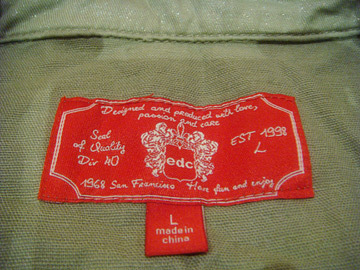 Designed and produced with love,
passion and care
Seal
of Quality
Div 40
edc
EST 1998
L
1968 San Francisco Have fun and enjoy
L
made in
china